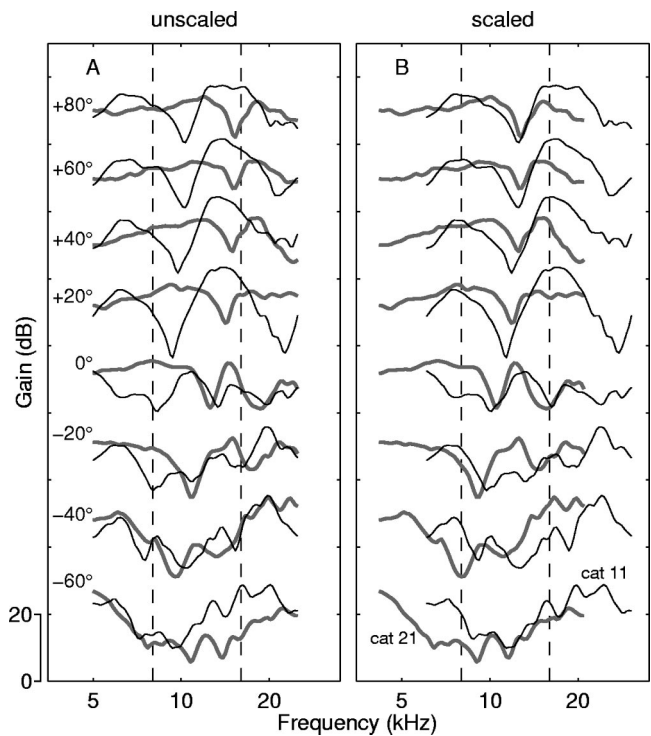 unscaled
scaled
A
B
+80°
+60°
+40°
+20°
0°
−20°
−40°
−60°
cat 11
cat 21
20
0
Gain (dB)
5 10 20
5 10 20
Frequency (kHz)